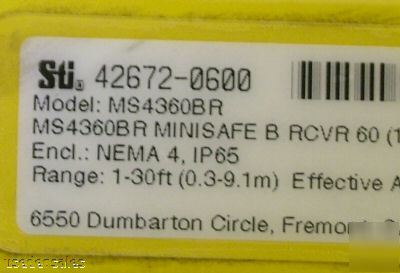 Sti 42672-0600
Model: MS4360BR
MS4360BR MINISAFE B RCVR 60 (1
Encl.: NEMA 4, IP65
Range: 1-30ft (0.3-9.1m) Effective A
6550 Dumbarton Circle, Fremont